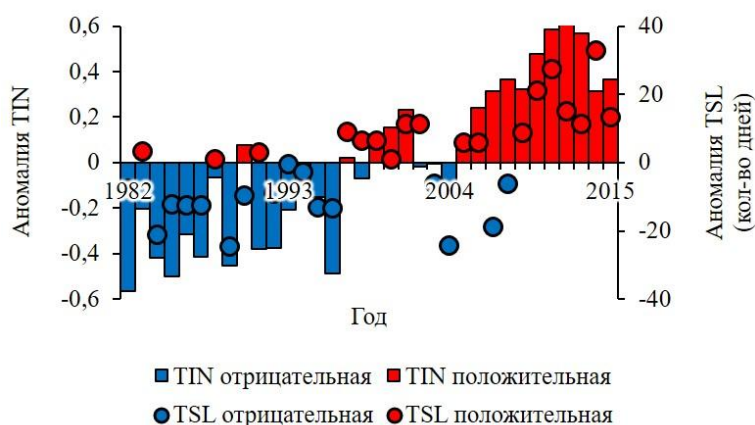 0,6
0,4
0,2
0
-0,2
-0,4
-0,6
Аномалия TIN
1982
1993
2004
2015
40
20
0
-20
-40
Аномалия TSL
(кол-во дней)
Год
TIN отрицательная
TIN положительная
TSL отрицательная
TSL положительная